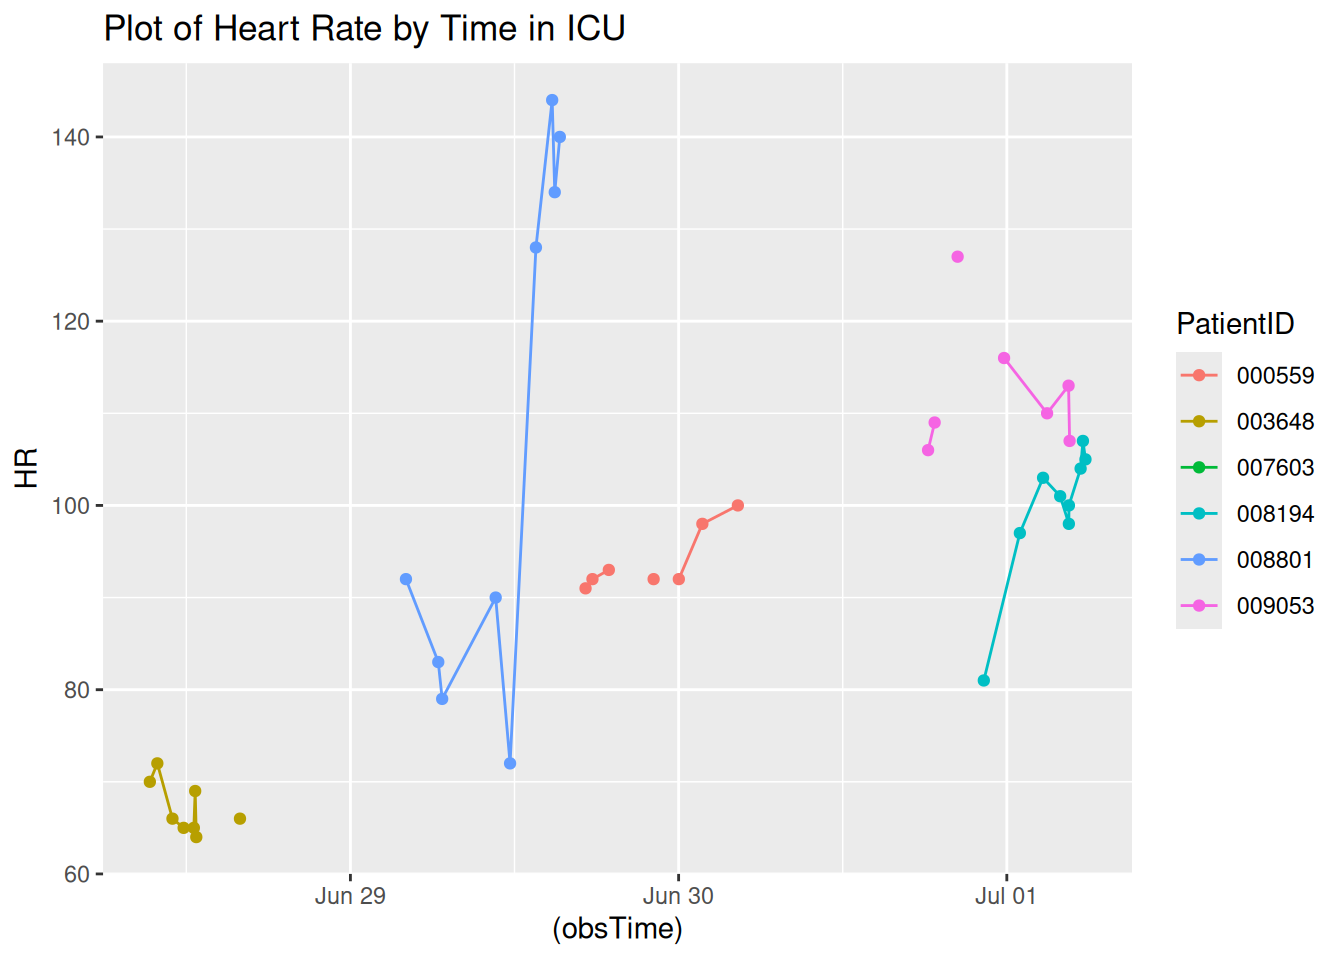 Plot of Heart Rate by Time in ICU
140
120
100
80
60
HR
Jun 29
Jun 30
Jul 01
(obsTime)
PatientID
000559
003648
007603
008194
008801
009053